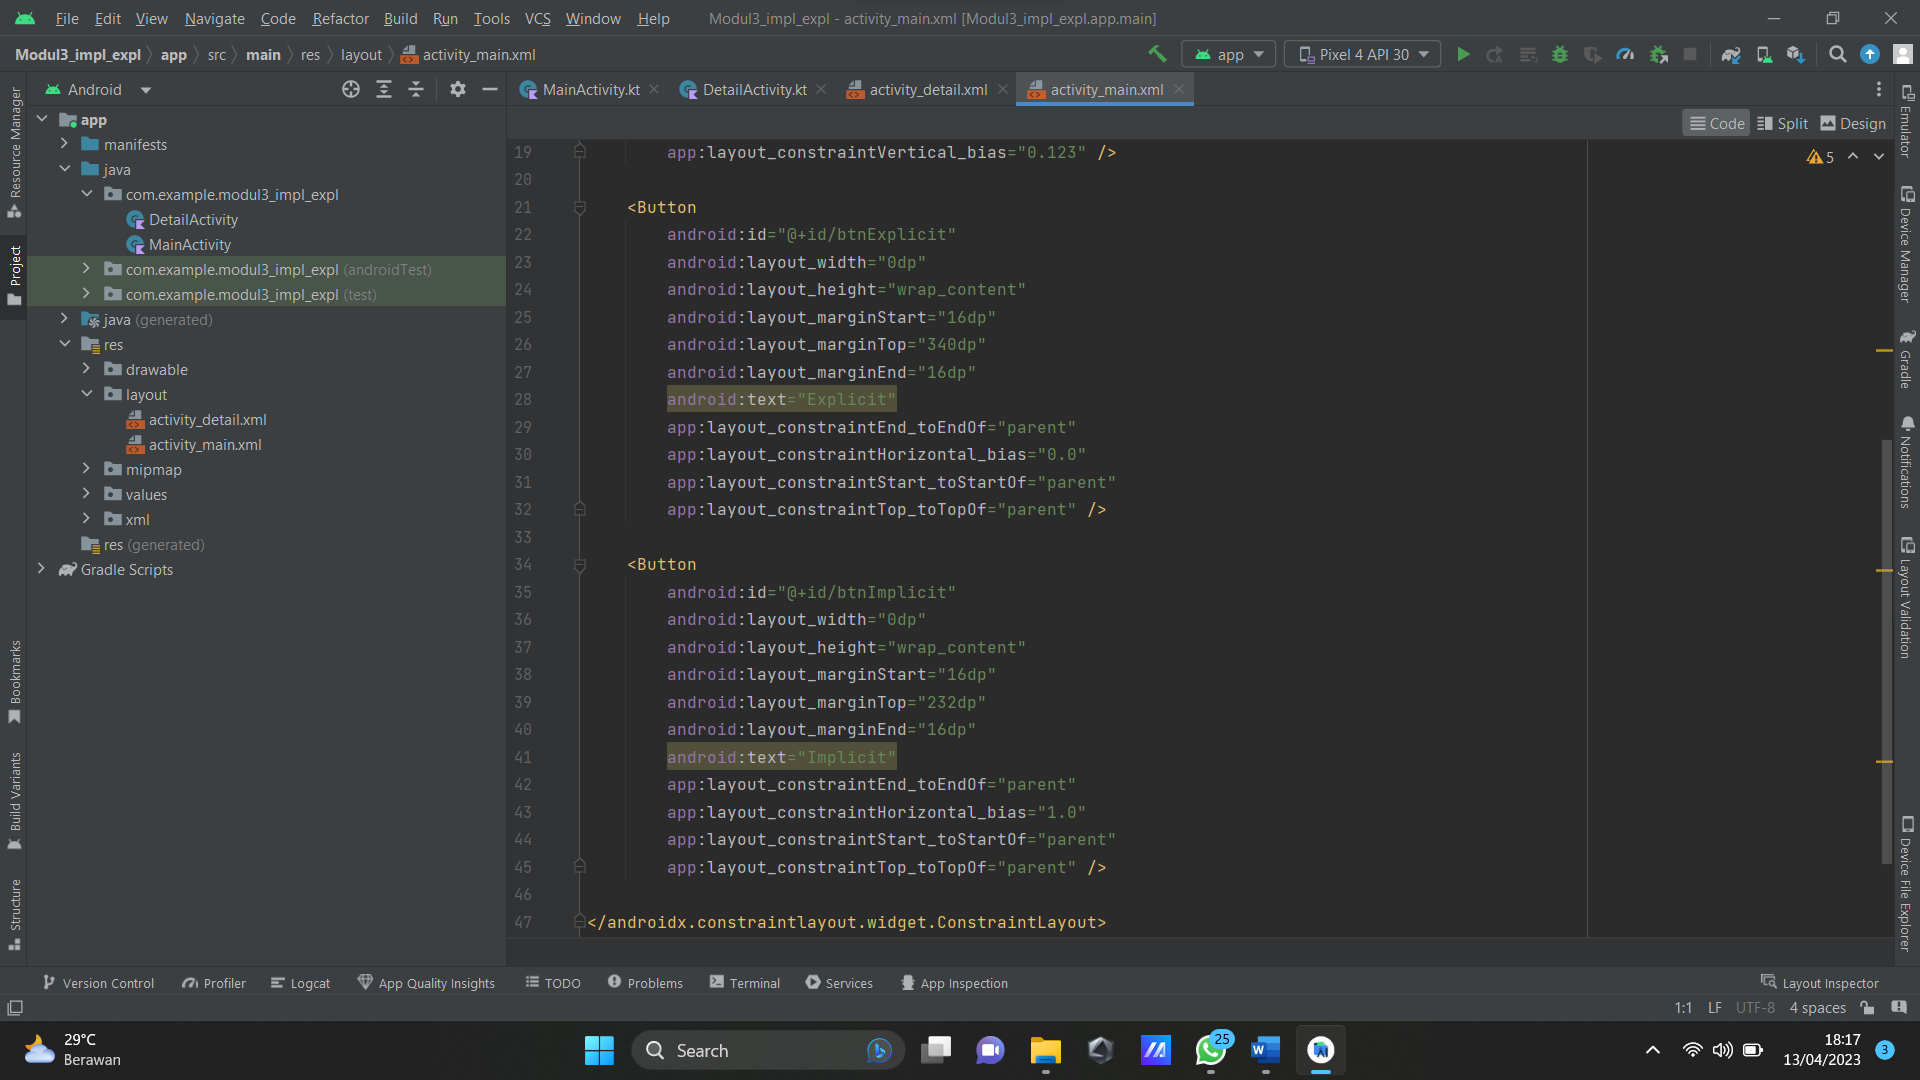 File Edit View Navigate Code Refactor Build Run Tools VCS Window Help Modul3_impl_expl - activity_main.xml [Modul3_impl_expl.app.main]
Modul3_impl_expl app src main res layout activity_main.xml app Pixel 4 API 30
Android MainActivity.kt DetailActivity.kt activity_detail.xml activity_main.xml
Code Split Design
Resource Manager
Project
Bookmarks
Build Variants
Structure
app
manifests
java
com.example.modul3_impl_expl
DetailActivity
MainActivity
com.example.modul3_impl_expl (androidTest)
com.example.modul3_impl_expl (test)
java (generated)
res
drawable
layout
activity_detail.xml
activity_main.xml
mipmap
values
xml
res (generated)
Gradle Scripts
19 app:layout_constraintVertical_bias="0.123" />
5
20
21 <Button
22 android:id="@+id/btnExplicit"
23 android:layout_width="0dp"
24 android:layout_height="wrap_content"
25 android:layout_marginStart="16dp"
26 android:layout_marginTop="340dp"
27 android:layout_marginEnd="16dp"
28 android:text="Explicit"
29 app:layout_constraintEnd_toEndOf="parent"
30 app:layout_constraintHorizontal_bias="0.0"
31 app:layout_constraintStart_toStartOf="parent"
32 app:layout_constraintTop_toTopOf="parent" />
33
34 <Button
35 android:id="@+id/btnImplicit"
36 android:layout_width="0dp"
37 android:layout_height="wrap_content"
38 android:layout_marginStart="16dp"
39 android:layout_marginTop="232dp"
40 android:layout_marginEnd="16dp"
41 android:text="Implicit"
42 app:layout_constraintEnd_toEndOf="parent"
43 app:layout_constraintHorizontal_bias="1.0"
44 app:layout_constraintStart_toStartOf="parent"
45 app:layout_constraintTop_toTopOf="parent" />
46
47 </androidx.constraintlayout.widget.ConstraintLayout>
Emulator
Device Manager
Gradle
Notifications
Layout Validation
Device File Explorer
Version Control Profiler Logcat App Quality Insights TODO Problems Terminal Services App Inspection Layout Inspector
1:1 LF UTF-8 4 spaces
29°C
Berawan
Search
25
W
18:17
13/04/2023
3